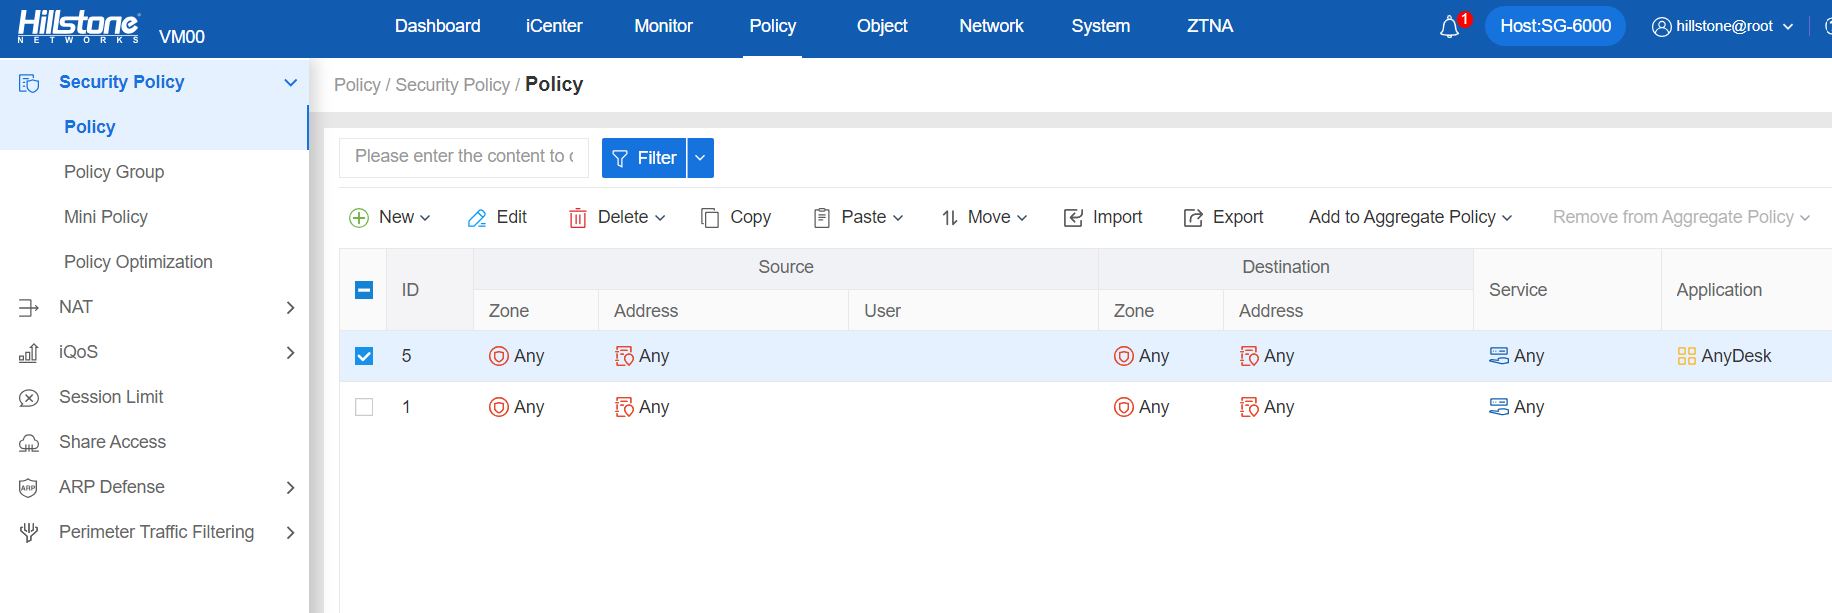 Hillstone
NETWORKS
VM00
Dashboard
iCenter
Monitor
Policy
Object
Network
System
ZTNA
1
Host:SG-6000
hillstone@root
Security Policy
Policy
Policy Group
Mini Policy
Policy Optimization
NAT
iQoS
Session Limit
Share Access
ARP
ARP Defense
Perimeter Traffic Filtering
Policy / Security Policy / Policy
Please enter the content to
Filter
New
Edit
Delete
Copy
Paste
Move
Import
Export
Add to Aggregate Policy
Remove from Aggregate Policy
ID
Source
Destination
Service
Application
Zone
Address
User
Zone
Address
5 Any Any Any Any Any AnyDesk
1 Any Any Any Any Any